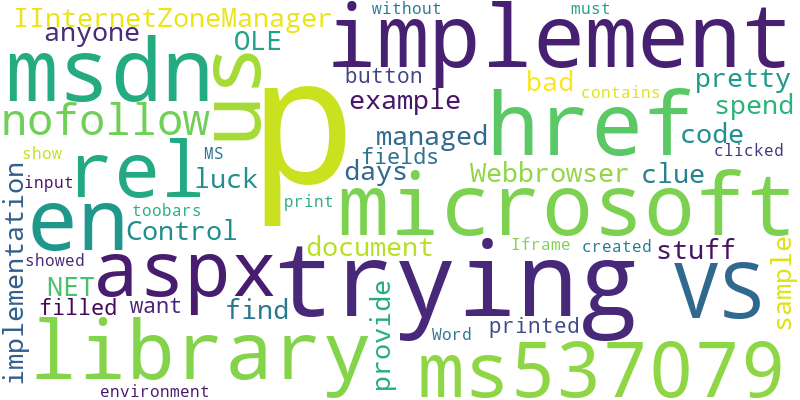 IInternetZoneManager
without
must
anyone
OLE
implement
msdn
us
button
bad
contains
pretty
nofollow
p
example
href
spend
show
MS
rel
managed
code
clicked
input
luck
fields
days
Webbrowser
clue
en
toobars
print
microsoft
implementation
Control
document
Iframe
created
stuff
showed
aspx
trying
VS
sample
NET
filled
want
find
provide
Word
printed
library
ms537079
environment